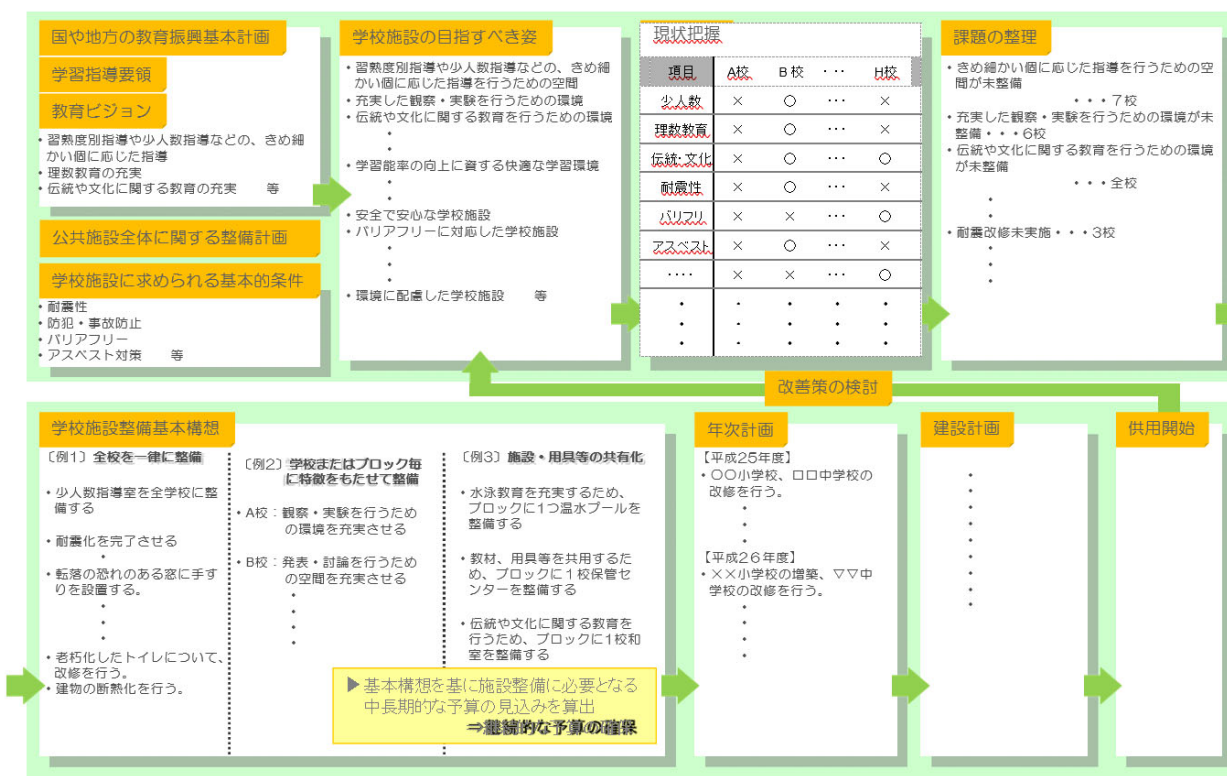 国や地方の教育振興基本計画
学習指導要領
教育ビジョン
・習熟度別指導や少人数指導などの、きめ細
かい個に応じた指導
・理数教育の充実
・伝統や文化に関する教育の充実　等
公共施設全体に関する整備計画
学校施設に求められる基本的条件
・耐震性
・防犯・事故防止
・バリアフリー
・アスベスト対策　等
学校施設の目指すべき姿
・習熟度別指導や少人数指導などの、きめ細
かい個に応じた指導を行うための空間
・充実した観察・実験を行うための環境
・伝統や文化に関する教育を行うための環境
・
・
・学習能率の向上に資する快適な学習環境
・
・
・安全で安心な学校施設
・バリアフリーに対応した学校施設
・
・
・
・環境に配慮した学校施設　等
現状把握
項目 A校 B校 ・・・ H校
少人数 × ○ ・・・ ×
理数教育 × ○ ・・・ ×
伝統・文化 × ○ ・・・ ○
耐震性 × ○ ・・・ ×
バリフリ × × ・・・ ○
アスベスト × ○ ・・・ ×
・・・・ × × ・・・ ○
・ ・ ・ ・ ・
・ ・ ・ ・ ・
・ ・ ・ ・ ・
課題の整理
・きめ細かい個に応じた指導を行うための空
間が未整備
・・・7校
・充実した観察・実験を行うための環境が未
整備・・・6校
・伝統や文化に関する教育を行うための環境
が未整備
・・・全校
・
・
・耐震改修未実施・・・3校
・
・
・
改善策の検討
学校施設整備基本構想
〔例1〕全校を一律に整備
・少人数指導室を全学校に整
備する
・耐震化を完了させる
・
・転落の恐れのある窓に手す
りを設置する。
・
・
・
・老朽化したトイレについて、
改修を行う。
・建物の断熱化を行う。
〔例2〕学校またはブロック毎
に特徴をもたせて整備
・A校：観察・実験を行うため
の環境を充実させる
・B校：発表・討論を行うため
の空間を充実させる
・
・
・
・
〔例3〕施設・用具等の共有化
・水泳教育を充実するため、
ブロックに1つ温水プールを
整備する
・教材、用具等を共用するた
め、ブロックに1校保管セ
ンターを整備する
・伝統や文化に関する教育を
行うため、ブロックに1校和
室を整備する
▶基本構想を基に施設整備に必要となる
中長期的な予算の見込みを算出
⇒継続的な予算の確保
年次計画
【平成25年度】
・○○小学校、□□中学校の
改修を行う。
・
・
・
【平成26年度】
・××小学校の増築、▽▽中
学校の改修を行う。
・
・
・
・
建設計画
・
・
・
・
・
・
・
・
供用開始